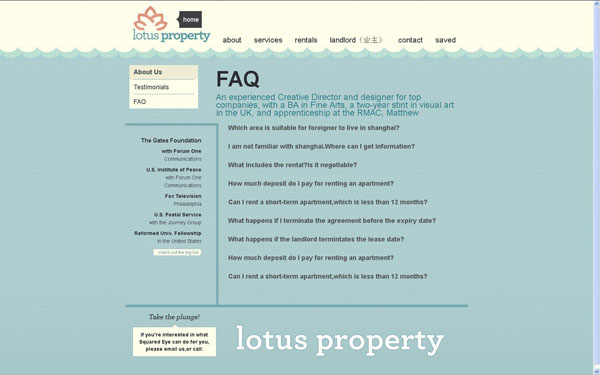 home
lotus property
about services rentals landlord（业主） contact saved
About Us
Testimonials
FAQ
FAQ
An experienced Creative Director and designer for top
companies, with a BA in Fine Arts, a two-year stint in visual art
in the UK, and apprenticeship at the RMAC, Matthew
The Gates Foundation
with Forum One
Communications
U.S. Institute of Peace
with Forum One
Communications
Fox Television
Philadelphia
U.S. Postal Service
with the Journey Group
Reformed Univ. Fellowship
in the United States
check out the big list
Which area is suitable for foreigner to live in shanghai?
I am not familiar with shanghai.Where can I get information?
What includes the rental?Is it negotiable?
How much deposit do I pay for renting an apartment?
Can I rent a short-term apartment,which is less than 12 months?
What happens if I terminate the agreement before the expiry date?
What happens if the landlord termintates the lease date?
How much deposit do I pay for renting an apartment?
Can I rent a short-term apartment,which is less than 12 months?
Take the plunge!
If you're interested in what
Squared Eye can do for you,
please email us,or call:
lotus property